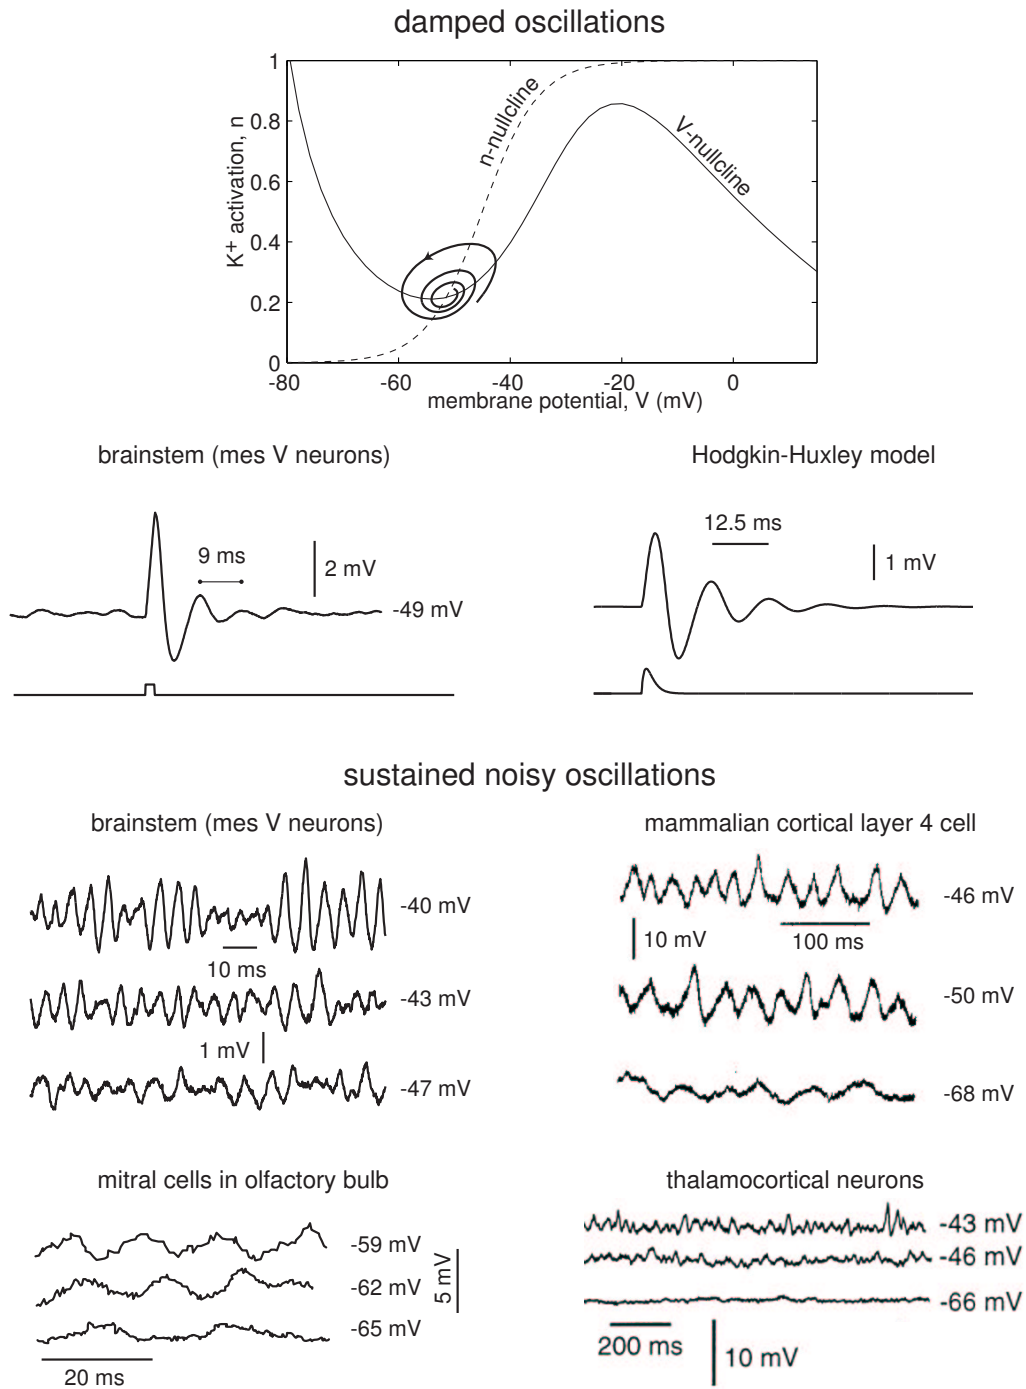 damped oscillations
1
0.8
0.6
0.4
0.2
0
K+ activation, n
n-nullcline
V-nullcline
-80 -60 -40 -20 0
membrane potential, V (mV)
brainstem (mes V neurons)
9 ms
2 mV
-49 mV
Hodgkin-Huxley model
12.5 ms
1 mV
sustained noisy oscillations
brainstem (mes V neurons)
-40 mV
10 ms
-43 mV
1 mV
-47 mV
mammalian cortical layer 4 cell
-46 mV
10 mV
100 ms
-50 mV
-68 mV
mitral cells in olfactory bulb
-59 mV
-62 mV
5 mV
-65 mV
20 ms
thalamocortical neurons
-43 mV
-46 mV
-66 mV
200 ms
10 mV